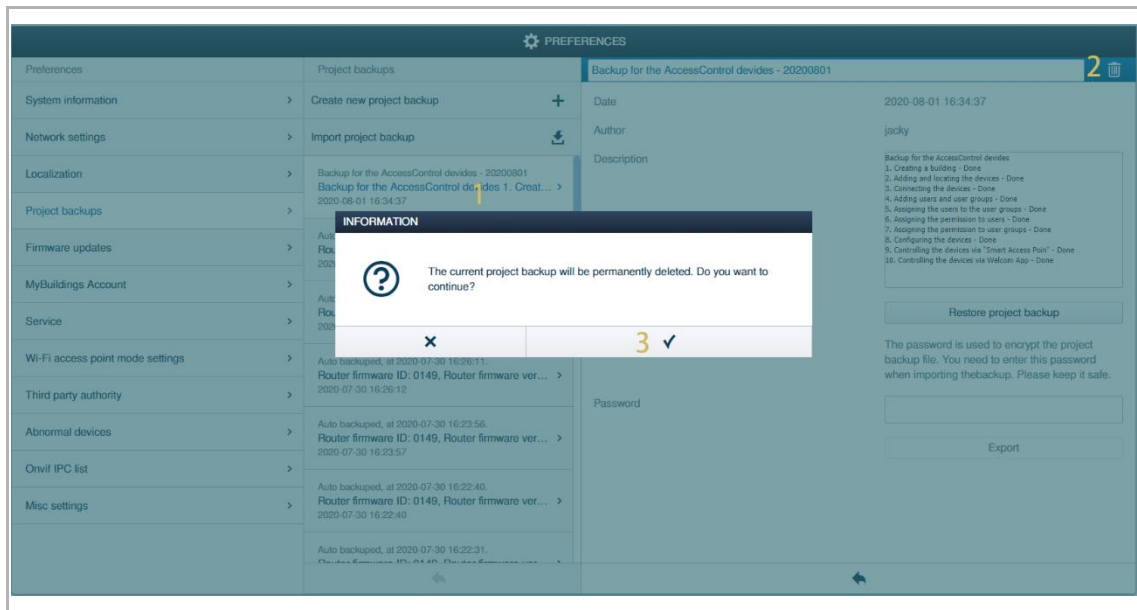 PREFERENCES
Preferences
System information
Network settings
Localization
Project backups
Firmware updates
MyBuildings Account
Service
Wi-Fi access point mode settings
Third party authority
Abnormal devices
Onvif IPC list
Misc settings
Project backups
Create new project backup
Import project backup
Backup for the AccessControl devides - 20200801
Backup for the AccessControl devides 1. Creat...
1
2020-08-01 16:34:37
Auto backuped, at 2020-07-30 16:26:11.
Router firmware ID: 0149, Router firmware ver...
2020-07-30 16:26:12
Auto backuped, at 2020-07-30 16:23:56.
Router firmware ID: 0149, Router firmware ver...
2020-07-30 16:23:57
Auto backuped, at 2020-07-30 16:22:40.
Router firmware ID: 0149, Router firmware ver...
2020-07-30 16:22:40
Auto backuped, at 2020-07-30 16:22:31.
INFORMATION
The current project backup will be permanently deleted. Do you want to
continue?
3
Backup for the AccessControl devides - 20200801
2
Date
2020-08-01 16:34:37
Author
jacky
Description
Backup for the AccessControl devides
1. Creating a building - Done
2. Adding and locating the devices - Done
3. Connecting the devices - Done
4. Adding users and user groups - Done
5. Assigning the users to the user groups - Done
6. Assigning the permission to users - Done
7. Assigning the permission to user groups - Done
8. Configuring the devices - Done
9. Controlling the devices via "Smart Access Poin" - Done
10. Controlling the devices via Welcom App - Done
Restore project backup
The password is used to encrypt the project
backup file. You need to enter this password
when importing thebackup. Please keep it safe.
Password
Export